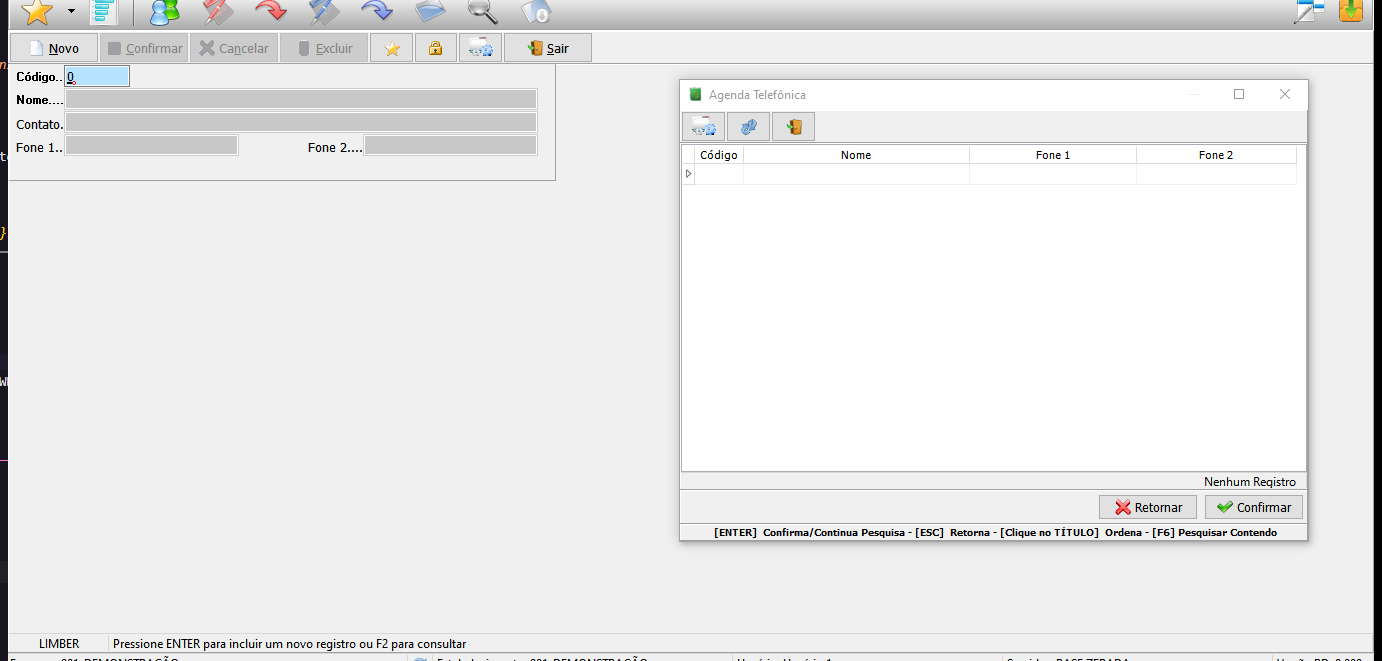 Novo Confirmar Cancelar Excluir Sair
Código.. 0
Nome....
Contato.
Fone 1.. Fone 2....
Agenda Telefônica
Código Nome Fone 1 Fone 2
Nenhum Registro
Retornar Confirmar
[ENTER] Confirma/Continua Pesquisa - [ESC] Retorna - [Clique no TÍTULO] Ordena - [F6] Pesquisar Contendo
LIMBER Pressione ENTER para incluir um novo registro ou F2 para consultar